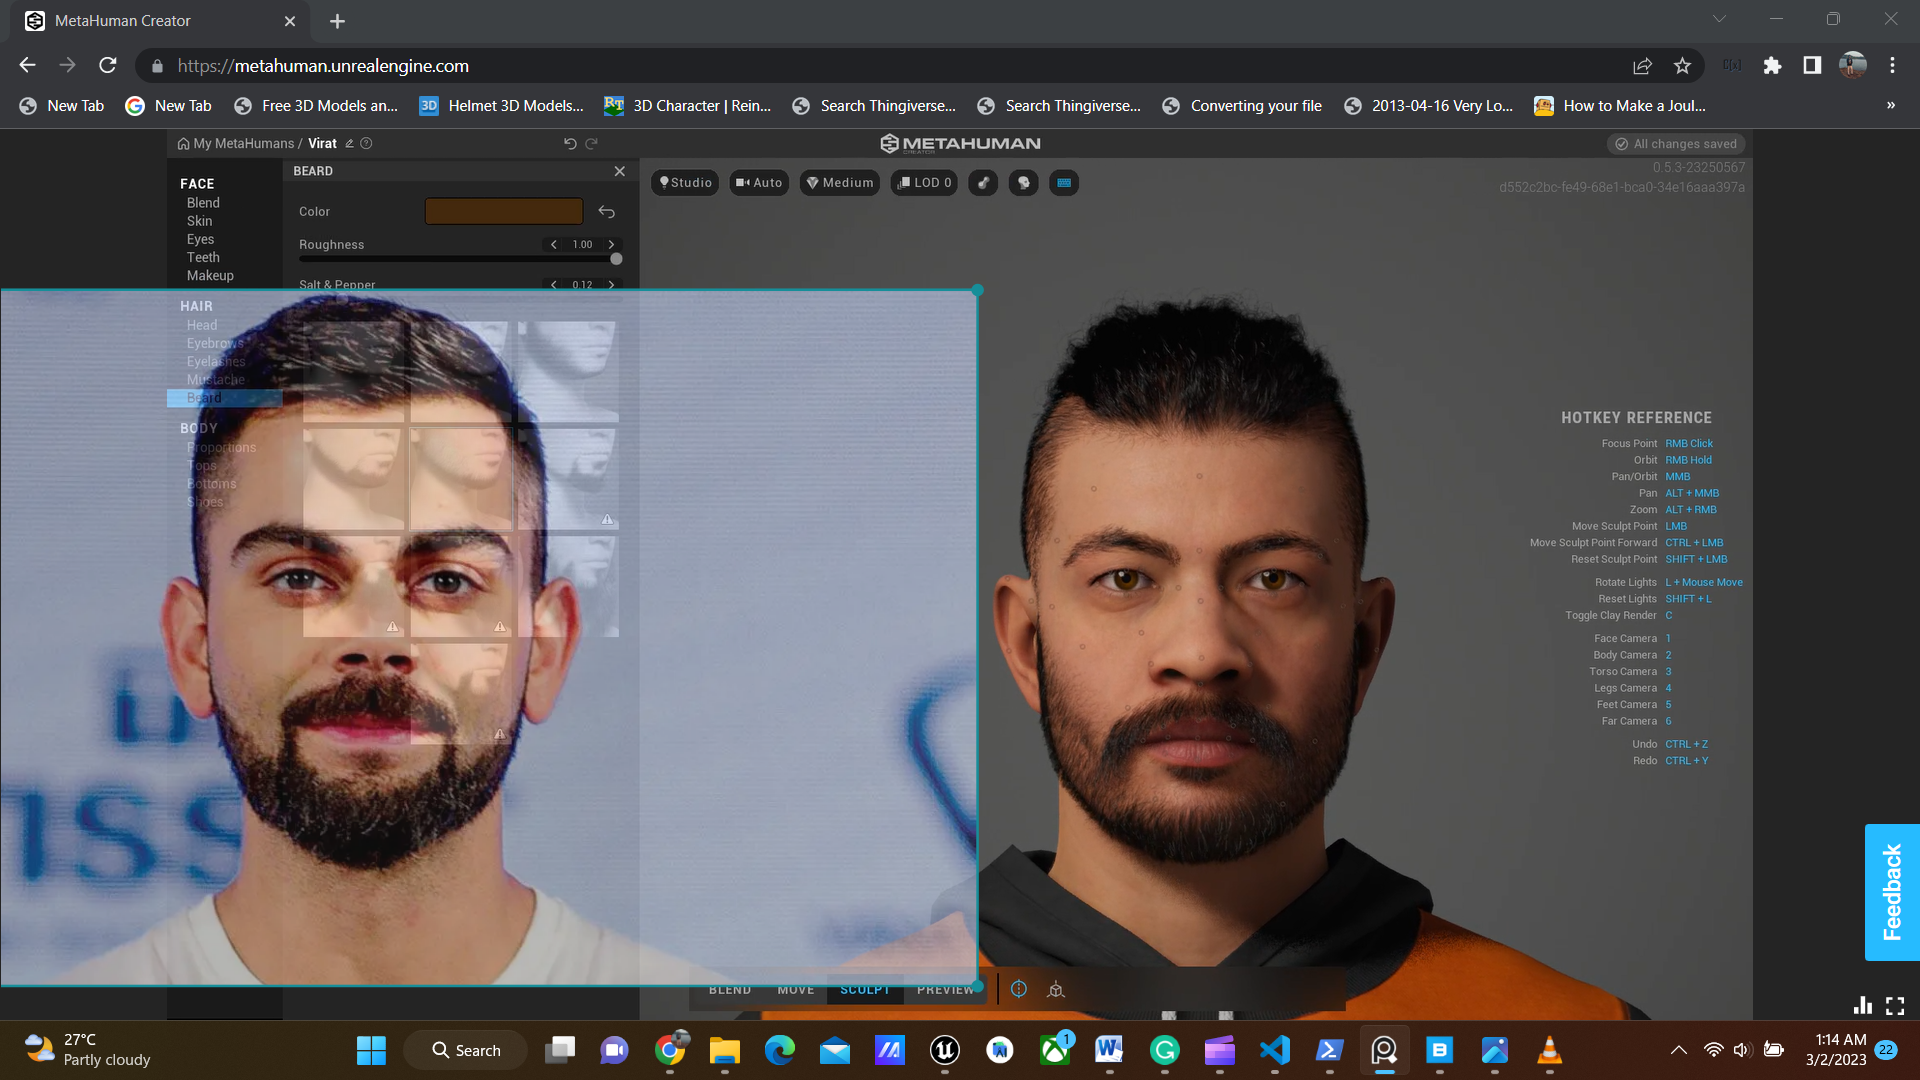 MetaHuman Creator
https://metahuman.unrealengine.com
New Tab
New Tab
Free 3D Models an...
3D
Helmet 3D Models...
RT
3D Character | Rein...
Search Thingiverse...
Search Thingiverse...
Converting your file
2013-04-16 Very Lo...
How to Make a Joul...
»
My MetaHumans / Virat
METAHUMAN
CREATOR
All changes saved
0.5.3-23250567
d552c2bc-fe49-68e1-bca0-34e16aaa397a
FACE
Blend
Skin
Eyes
Teeth
Makeup
HAIR
Head
Eyebrows
Eyelashes
Mustache
Beard
BODY
Proportions
Tops
Bottoms
Shoes
BEARD
Color
Roughness
1.00
Salt & Pepper
0.12
Studio
Auto
Medium
LOD 0
HOTKEY REFERENCE
Focus Point RMB Click
Orbit RMB Hold
Pan/Orbit MMB
Pan ALT + MMB
Zoom ALT + RMB
Move Sculpt Point LMB
Move Sculpt Point Forward CTRL + LMB
Reset Sculpt Point SHIFT + LMB
Rotate Lights L + Mouse Move
Reset Lights SHIFT + L
Toggle Clay Render C
Face Camera 1
Body Camera 2
Torso Camera 3
Legs Camera 4
Feet Camera 5
Far Camera 6
Undo CTRL + Z
Redo CTRL + Y
BLEND
MOVE
SCULPT
PREVIEW
Feedback
27°C
Partly cloudy
Search
1
1:14 AM
3/2/2023
22